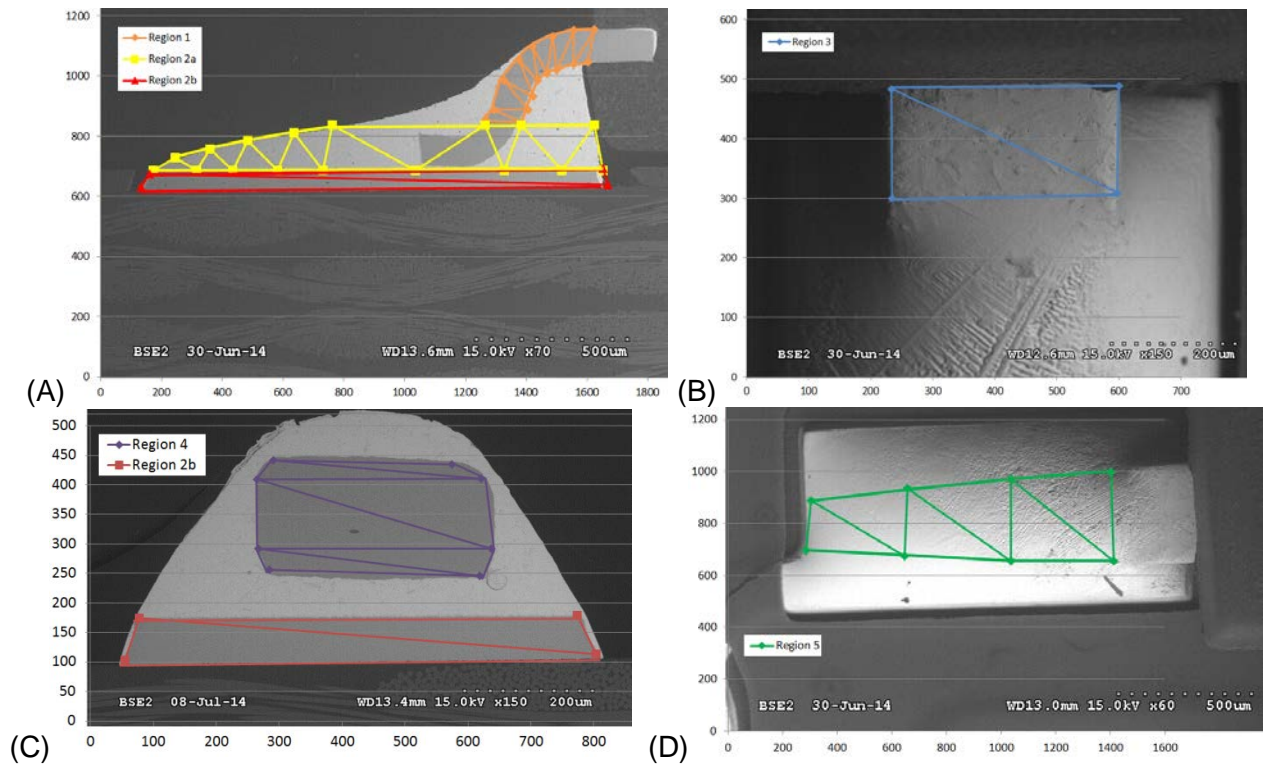 1200
1000
800
600
400
200
0
Region 1
Region 2a
Region 2b
BSE2 30-Jun-14 WD13.6mm 15.0kV x70 500um
0 200 400 600 800 1000 1200 1400 1600 1800
(A)
600
500
400
300
200
100
0
Region 3
BSE2 30-Jun-14 WD12.6mm 15.0kV x150 200um
200 300 400 500 600 700
(B)
500
450
400
350
300
250
200
150
100
50
0
Region 4
Region 2b
BSE2 08-Jul-14 WD13.4mm 15.0kV x150 200um
0 100 200 300 400 500 600 700 800
(C)
1200
1000
800
600
400
200
0
Region 5
BSE2 30-Jun-14 WD13.0mm 15.0kV x60 500um
0 200 400 600 800 1000 1200 1400 1600
(D)